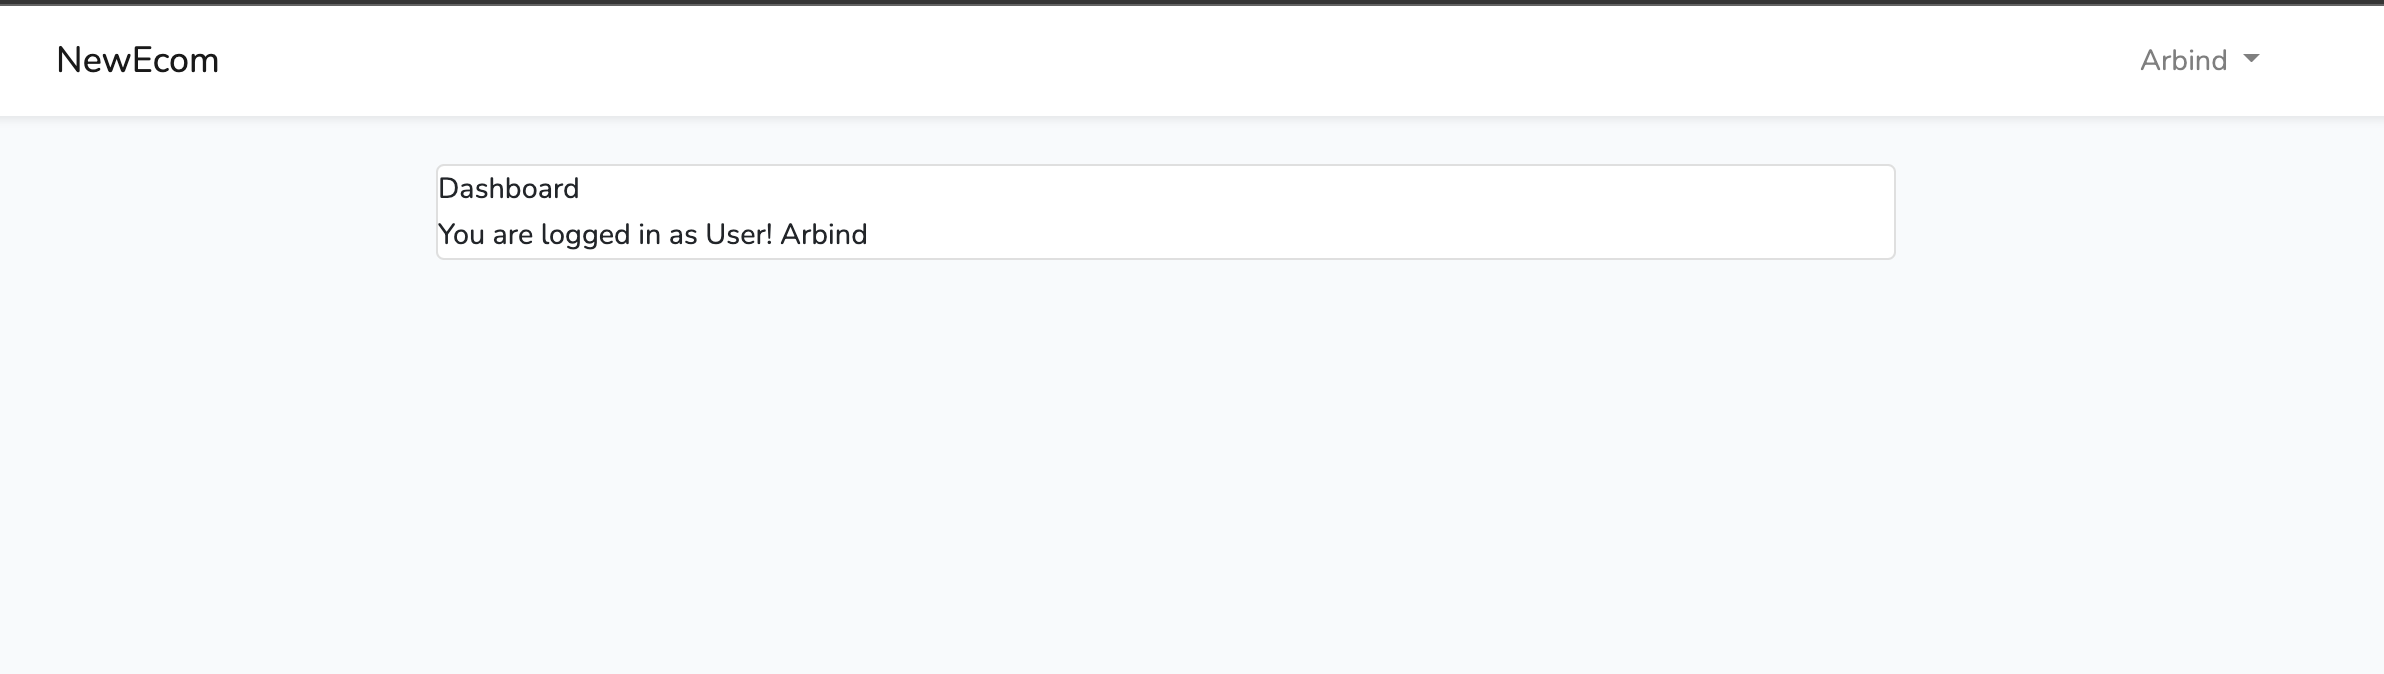 NewEcom
Arbind
Dashboard
You are logged in as User! Arbind